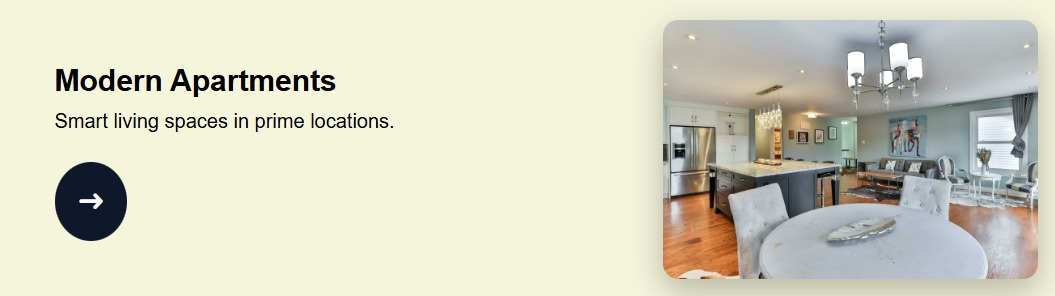 Modern Apartments
Smart living spaces in prime locations.